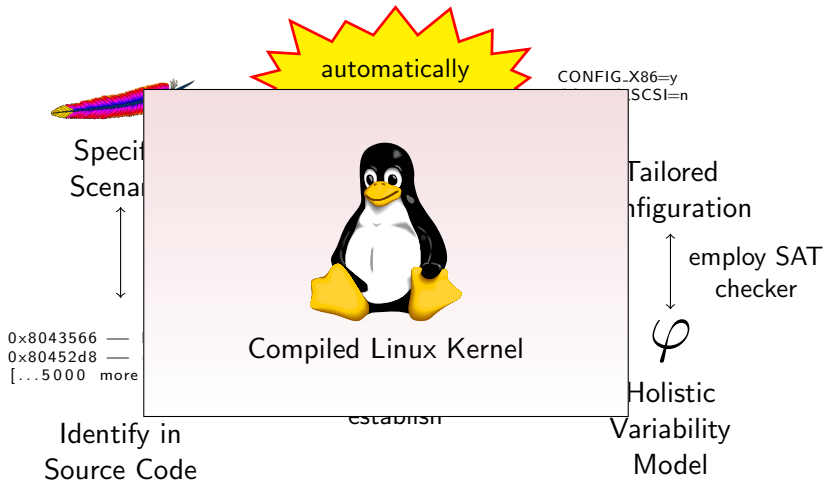 automatically
CONFIG_X86=y
_SCSI=n
Specif
Scenar
Tailored
nfiguration
employ SAT
checker
0x8043566 —
0x80452d8 —
[...5000 more
Compiled Linux Kernel
φ
Holistic
Variability
Model
establish
Identify in
Source Code